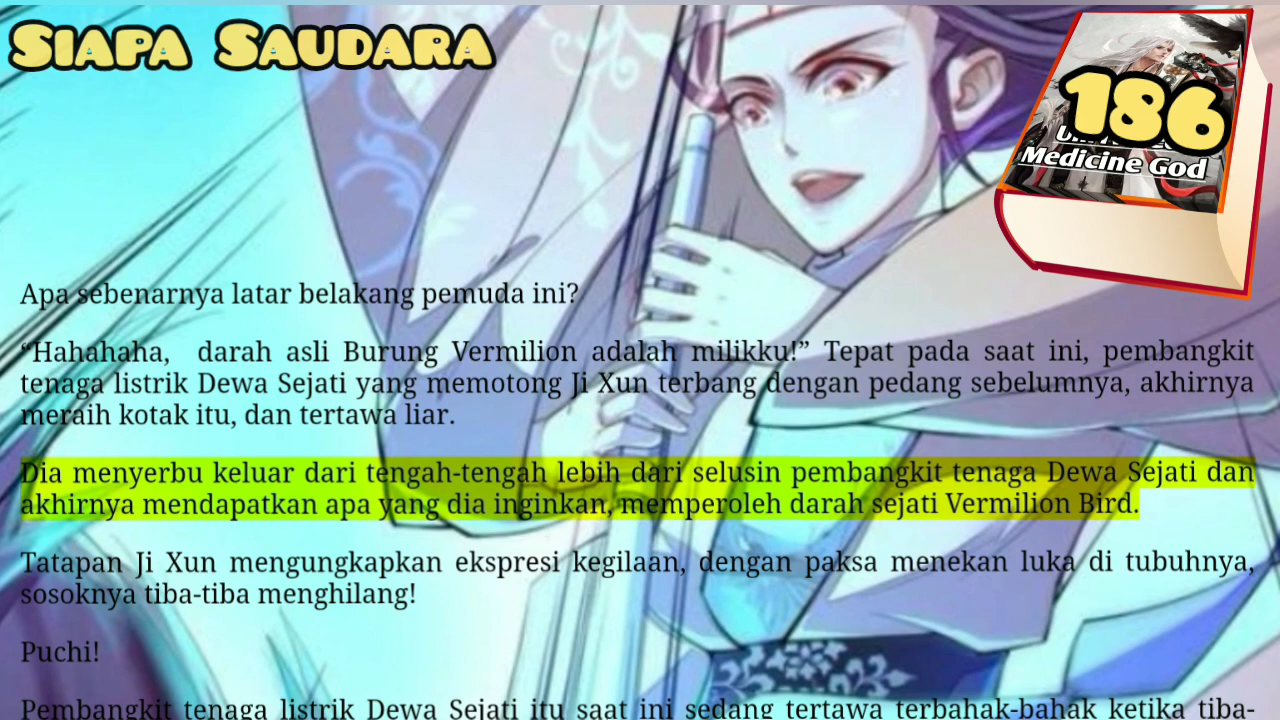 Siapa Saudara
186
Medicine God
Apa sebenarnya latar belakang pemuda ini?
“Hahahaha, darah asli Burung Vermilion adalah milikku!” Tepat pada saat ini, pembangkit
tenaga listrik Dewa Sejati yang memotong Ji Xun terbang dengan pedang sebelumnya, akhirnya
meraih kotak itu, dan tertawa liar.
Dia menyerbu keluar dari tengah-tengah lebih dari selusin pembangkit tenaga Dewa Sejati dan
akhirnya mendapatkan apa yang dia inginkan, memperoleh darah sejati Vermilion Bird.
Tatapan Ji Xun mengungkapkan ekspresi kegilaan, dengan paksa menekan luka di tubuhnya,
sosoknya tiba-tiba menghilang!
Puchi!
Pembangkit tenaga listrik Dewa Sejati itu saat ini sedang tertawa terbahak-bahak ketika tiba-